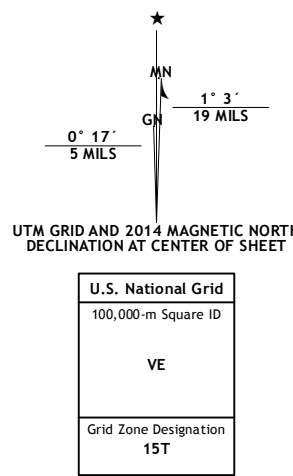 ★
MN
1° 3´
19 MILS
GN
0° 17´
5 MILS
UTM GRID AND 2014 MAGNETIC NORTH
DECLINATION AT CENTER OF SHEET
U.S. National Grid
100,000-m Square ID
VE
Grid Zone Designation
15T